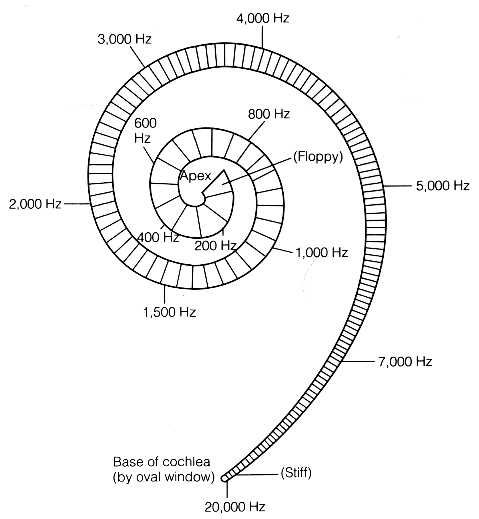 4,000 Hz
3,000 Hz
800 Hz
600
Hz
(Floppy)
Apex
5,000 Hz
2,000 Hz
400 Hz
200 Hz
1,000 Hz
1,500 Hz
7,000 Hz
Base of cochlea
(by oval window)
(Stiff)
20,000 Hz